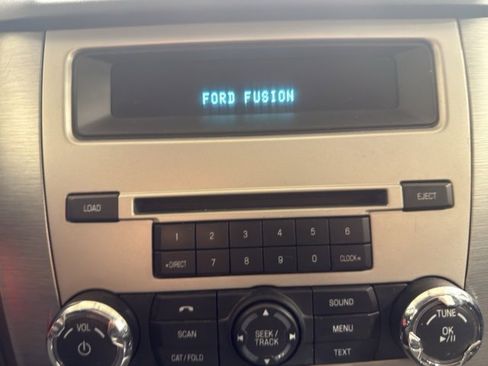 FORD FUSION
LOAD
EJECT
1 2 3 4 5 6
DIRECT 7 8 9 0 CLOCK
SOUND
VOL
SCAN
SEEK/
TRACK
MENU
TUNE
OK
CAT/FOLD
TEXT